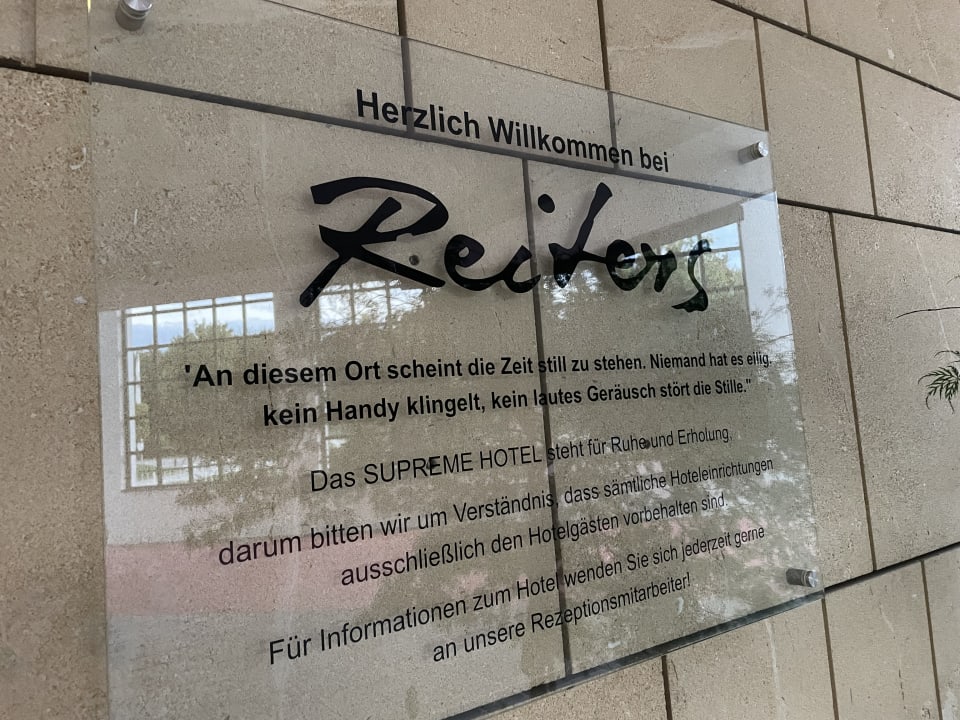 Herzlich Willkommen bei
Reiters
'An diesem Ort scheint die Zeit still zu stehen. Niemand hat es eilig,
kein Handy klingelt, kein lautes Geräusch stört die Stille."
Das SUPREME HOTEL steht für Ruhe und Erholung,
darum bitten wir um Verständnis, dass sämtliche Hoteleinrichtungen
ausschließlich den Hotelgästen vorbehalten sind.
Für Informationen zum Hotel wenden Sie sich jederzeit gerne
an unsere Rezeptionsmitarbeiter!